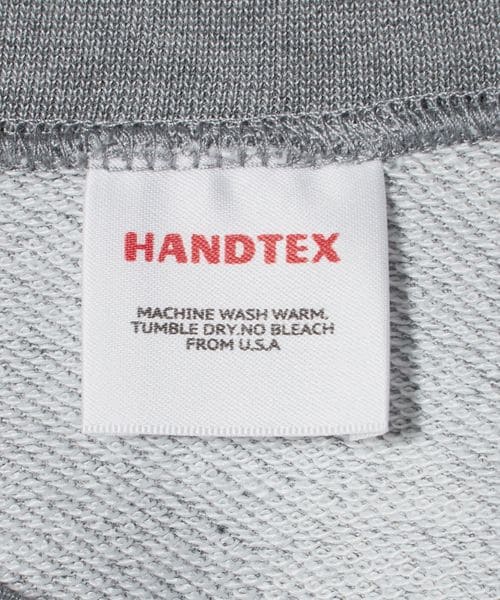 HANDTEX
MACHINE WASH WARM.
TUMBLE DRY.NO BLEACH
FROM U.S.A